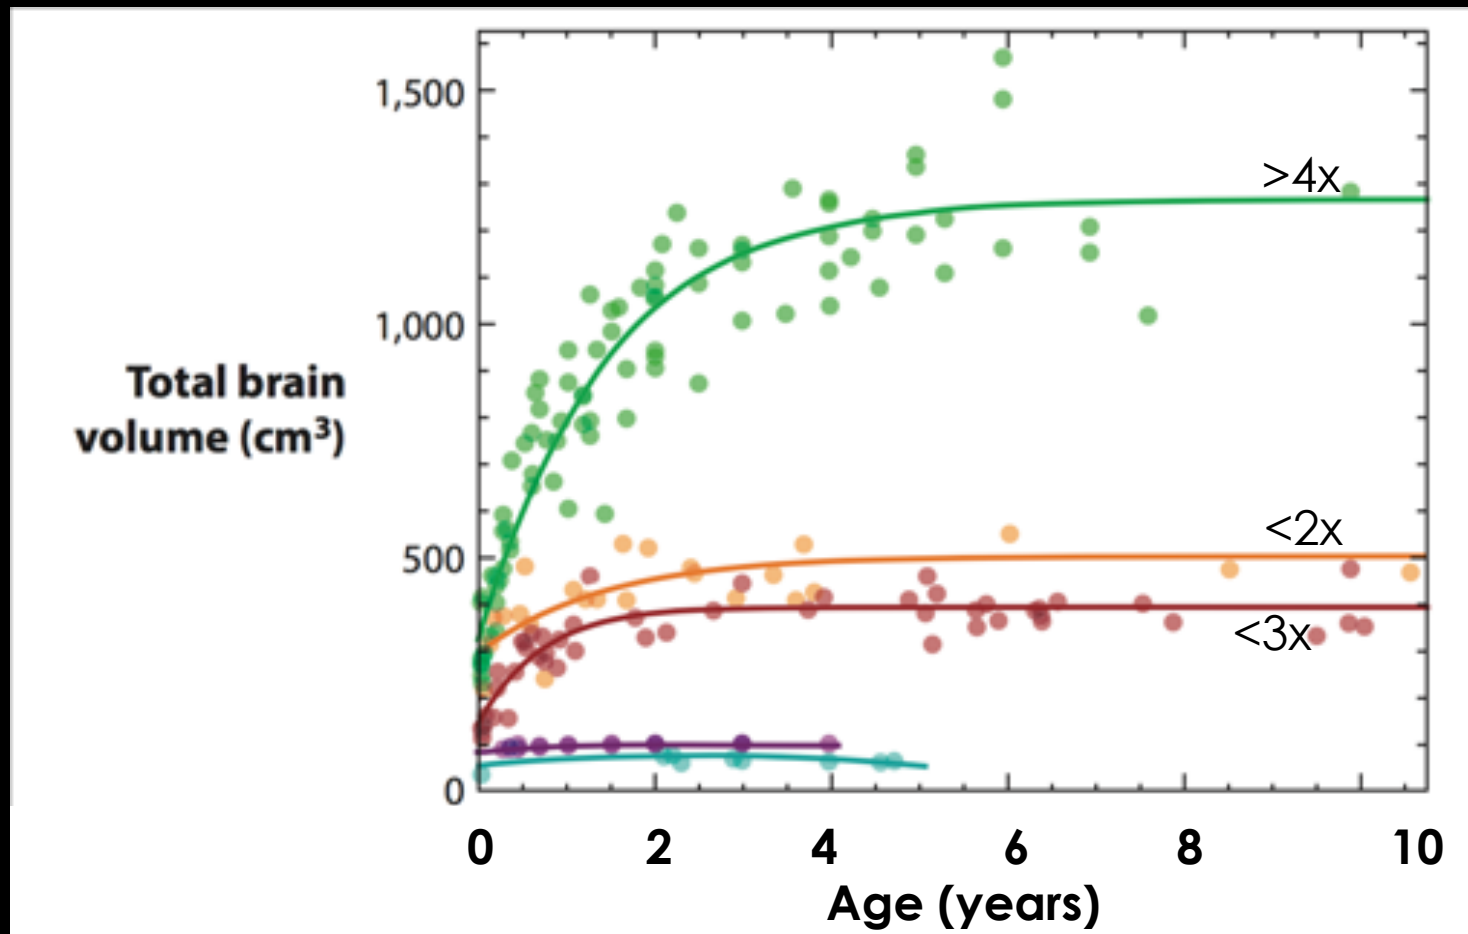 1,500
1,000
500
0
Total brain
volume (cm³)
>4x
<2x
<3x
0 2 4 6 8 10
Age (years)